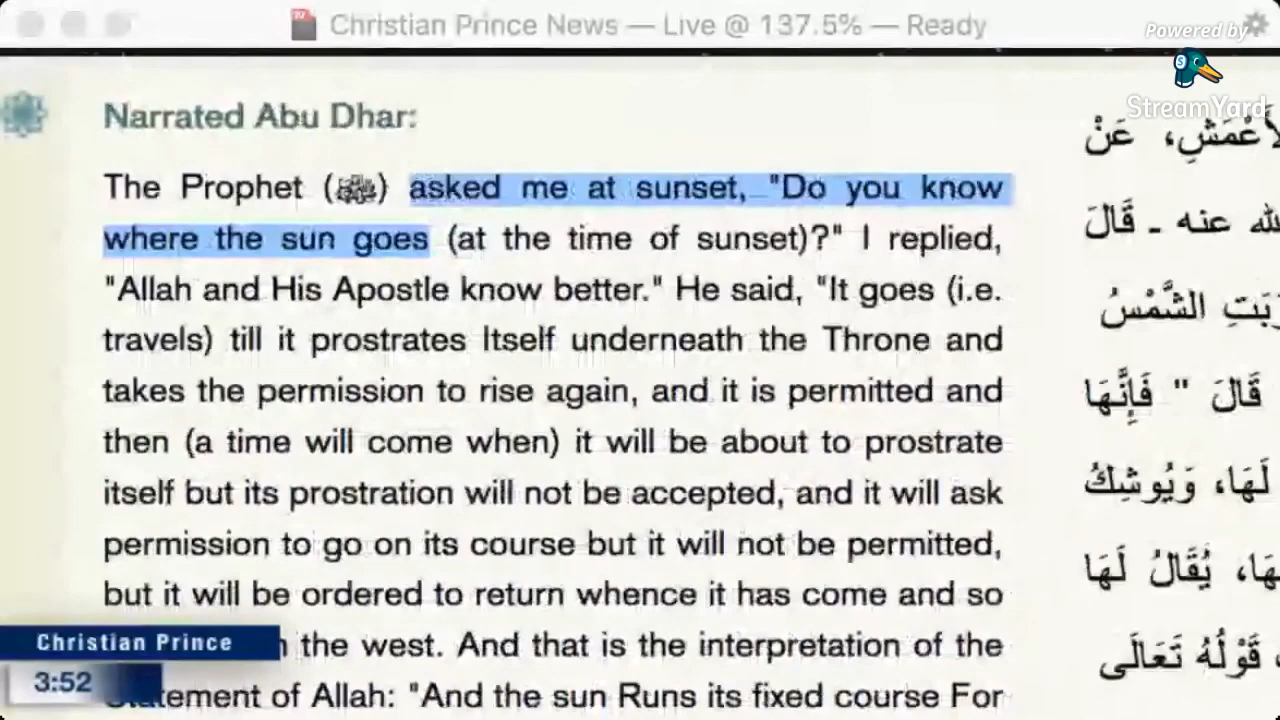 Christian Prince News — Live @ 137.5% — Ready
Powered by
StreamYard
Narrated Abu Dhar:
The Prophet (ﷺ) asked me at sunset, "Do you know
where the sun goes (at the time of sunset)?" I replied,
"Allah and His Apostle know better." He said, "It goes (i.e.
travels) till it prostrates Itself underneath the Throne and
takes the permission to rise again, and it is permitted and
then (a time will come when) it will be about to prostrate
itself but its prostration will not be accepted, and it will ask
permission to go on its course but it will not be permitted,
but it will be ordered to return whence it has come and so
the west. And that is the interpretation of the
statement of Allah: "And the sun Runs its fixed course For
عَنْ
الله عنه ـ قَالَ
الشَّمْسُ
قَالَ " فَإِنَّهَا
لَهَا، وَيُوشِكُ
يُقَالُ لَهَا
قَوْلُهُ تَعَالَى
Christian Prince
3:52